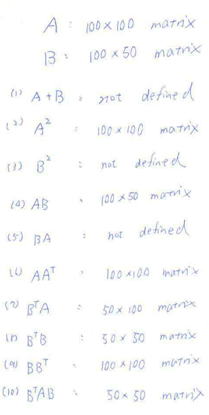 A : 100×100 matrix
B : 100×50 matrix
(1) A+B : not defined
(2) A² : 100×100 matrix
(3) B² : not defined
(4) AB : 100×50 matrix
(5) BA : not defined
(6) AAᵀ : 100×100 matrix
(7) BᵀA : 50×100 matrix
(8) BᵀB : 50×50 matrix
(9) BBᵀ : 100×100 matrix
(10) BᵀAB : 50×50 matrix